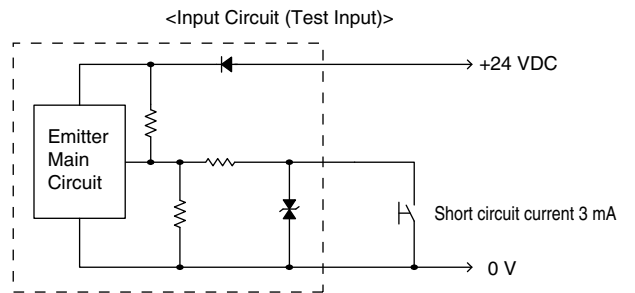 <Input Circuit (Test Input)>
+24 VDC
Emitter
Main
Circuit
Short circuit current 3 mA
0 V